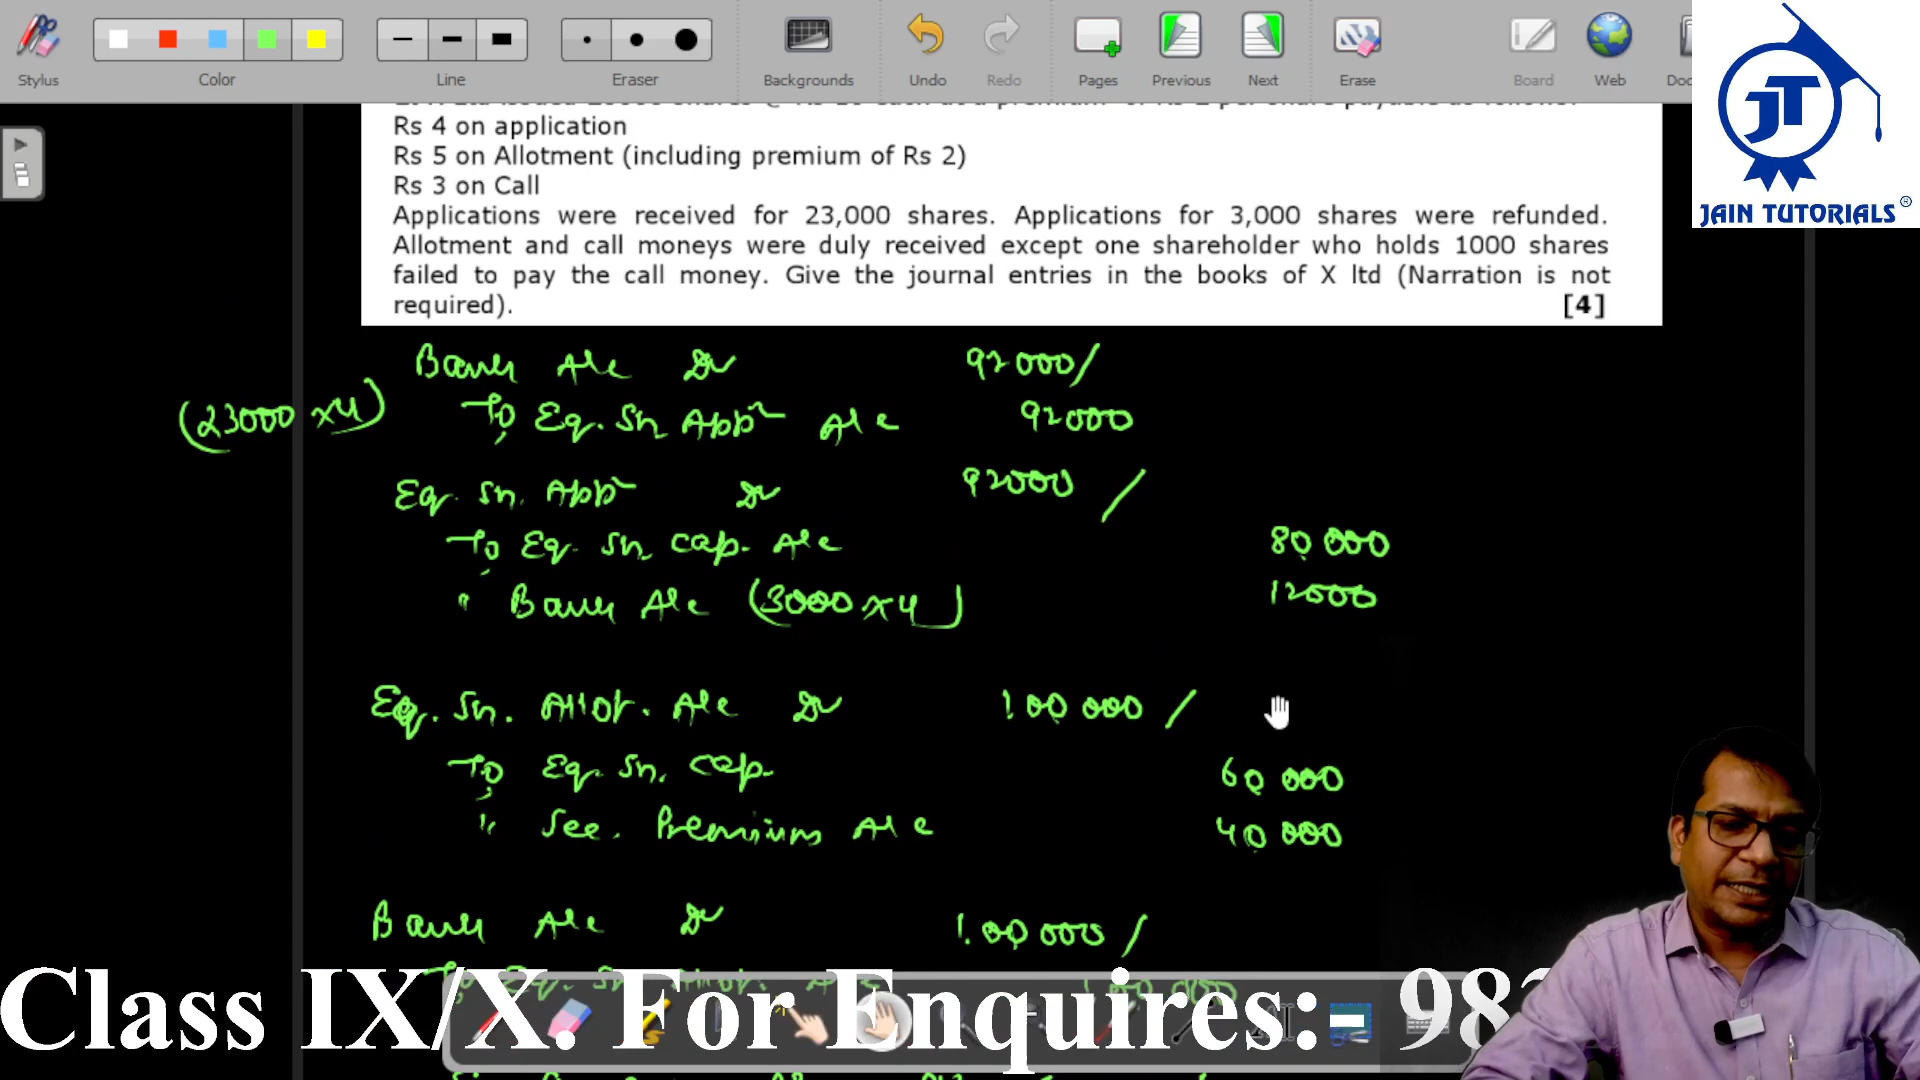 Stylus
Color
Line
Eraser
Backgrounds
Undo
Redo
Pages
Previous
Next
Erase
Board
Web
JT
JAIN TUTORIALS®
Rs 4 on application
Rs 5 on Allotment (including premium of Rs 2)
Rs 3 on Call
Applications were received for 23,000 shares. Applications for 3,000 shares were refunded.
Allotment and call moneys were duly received except one shareholder who holds 1000 shares
failed to pay the call money. Give the journal entries in the books of X ltd (Narration is not
required). [4]
Bank A/c Dr 92000/
(23000 x4) To Eq. Sh Appn A/c 92000
Eq. Sh. Appn Dr 92000 /
To Eq. Sh Cap. A/c 80,000
" Bank A/c (3000 x 4) 12000
Eq. Sh. Allot. A/c Dr 1,00,000 /
To Eq. Sh. Cap. 60,000
" Sec. Premium A/c 40,000
Bank A/c Dr 1,00,000 /
Class IX/X. For Enquires:- 98